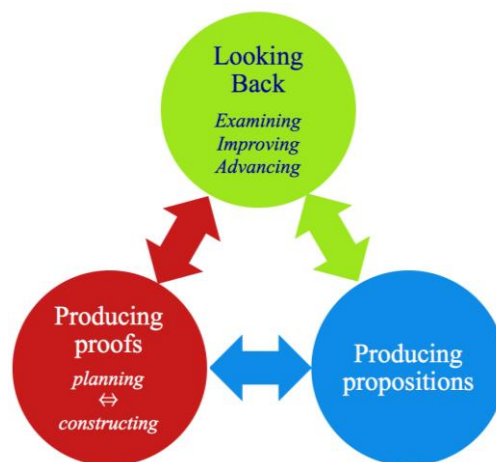 Looking
Back
Examining
Improving
Advancing
Producing
proofs
planning
⇔
constructing
Producing
propositions